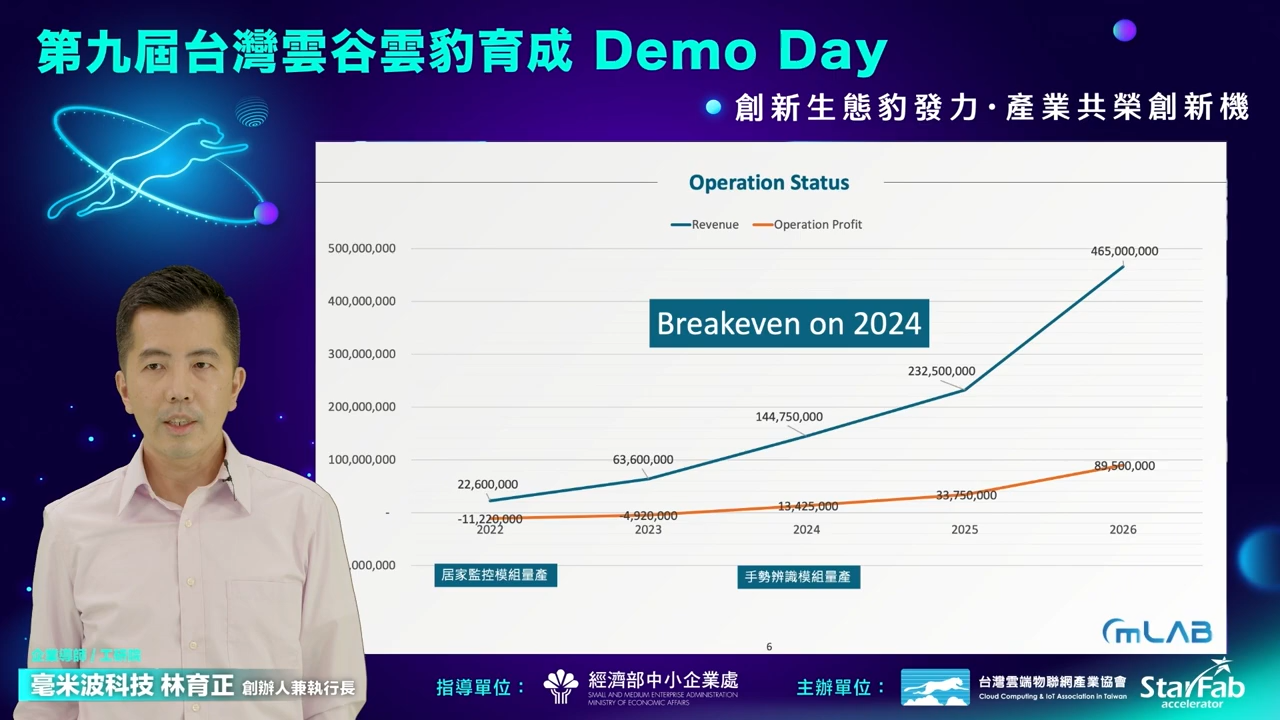 第九屆台灣雲谷雲豹育成 Demo Day
創新生態豹發力·產業共榮創新機
Operation Status
Revenue
Operation Profit
500,000,000
400,000,000
300,000,000
200,000,000
100,000,000
-
,000,000
Breakeven on 2024
22,600,000
63,600,000
144,750,000
232,500,000
465,000,000
-11,220,000
-4,920,000
13,425,000
33,750,000
89,500,000
2022
2023
2024
2025
2026
居家監控模組量產
手勢辨識模組量產
mLAB
6
毫米波科技 林育正 創辦人兼執行長
指導單位：
經濟部中小企業處
SMALL AND MEDIUM ENTERPRISE ADMINISTRATION
MINISTRY OF ECONOMIC AFFAIRS
主辦單位：
台灣雲端物聯網產業協會
Cloud Computing & IoT Association in Taiwan
StarFab
accelerator